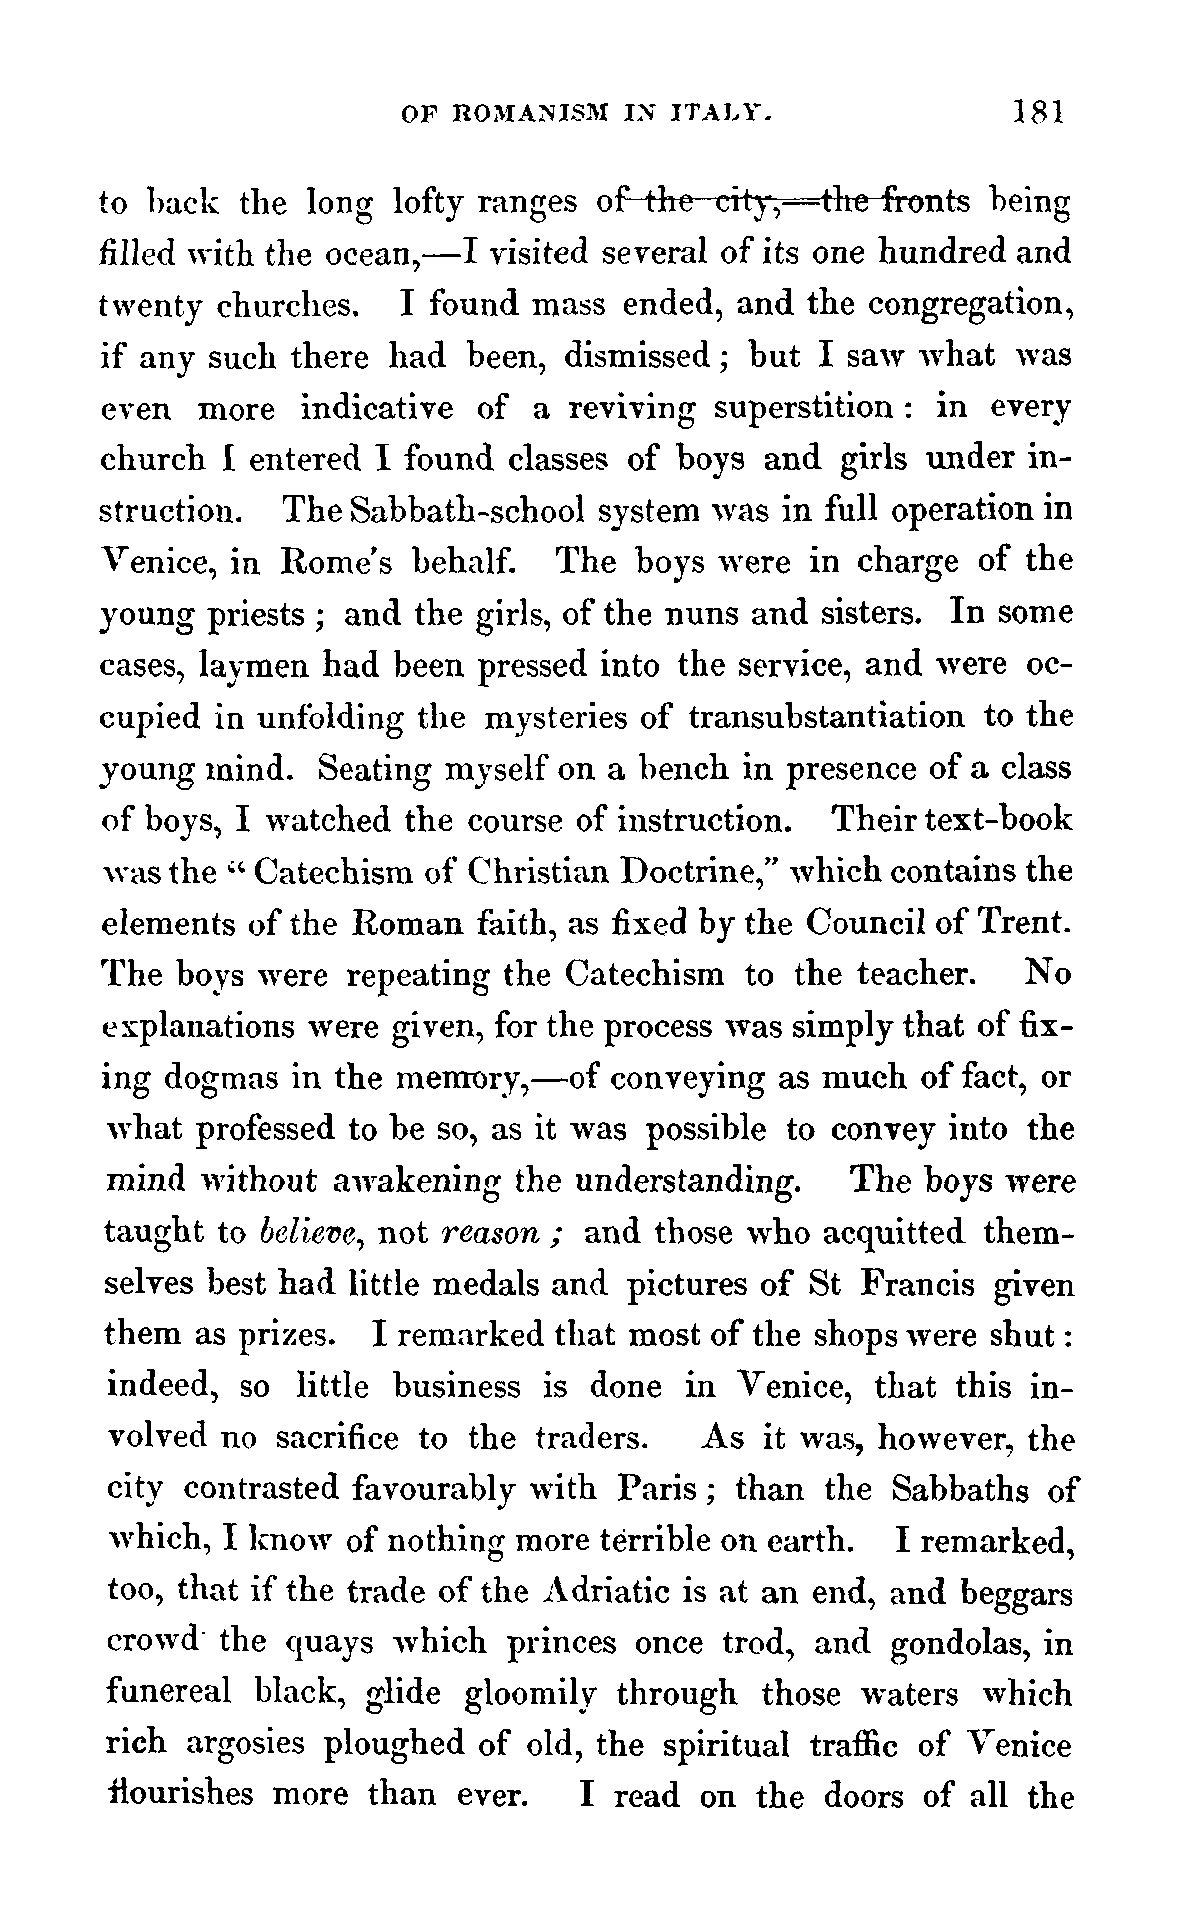 OF ROMANISM IN ITALY. 181
to back the long lofty ranges of the city,—the fronts being
filled with the ocean,—I visited several of its one hundred and
twenty churches. I found mass ended, and the congregation,
if any such there had been, dismissed ; but I saw what was
even more indicative of a reviving superstition : in every
church I entered I found classes of boys and girls under in-
struction. The Sabbath-school system was in full operation in
Venice, in Rome's behalf. The boys were in charge of the
young priests ; and the girls, of the nuns and sisters. In some
cases, laymen had been pressed into the service, and were oc-
cupied in unfolding the mysteries of transubstantiation to the
young mind. Seating myself on a bench in presence of a class
of boys, I watched the course of instruction. Their text-book
was the “ Catechism of Christian Doctrine,” which contains the
elements of the Roman faith, as fixed by the Council of Trent.
The boys were repeating the Catechism to the teacher. No
explanations were given, for the process was simply that of fix-
ing dogmas in the memory,—of conveying as much of fact, or
what professed to be so, as it was possible to convey into the
mind without awakening the understanding. The boys were
taught to believe, not reason ; and those who acquitted them-
selves best had little medals and pictures of St Francis given
them as prizes. I remarked that most of the shops were shut :
indeed, so little business is done in Venice, that this in-
volved no sacrifice to the traders. As it was, however, the
city contrasted favourably with Paris ; than the Sabbaths of
which, I know of nothing more terrible on earth. I remarked,
too, that if the trade of the Adriatic is at an end, and beggars
crowd the quays which princes once trod, and gondolas, in
funereal black, glide gloomily through those waters which
rich argosies ploughed of old, the spiritual traffic of Venice
flourishes more than ever. I read on the doors of all the